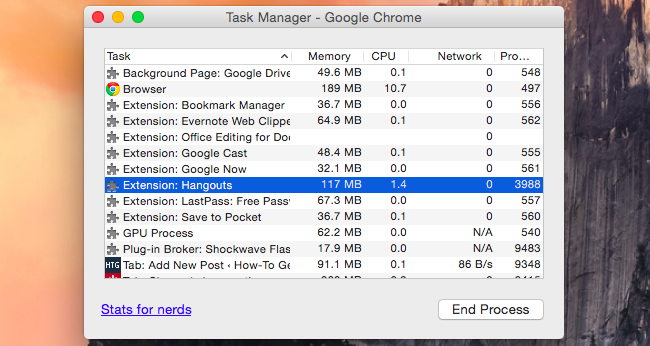 Task Manager - Google Chrome
Task Memory CPU Network Pro...
Background Page: Google Drive 49.6 MB 0.1 0 548
Browser 189 MB 10.7 0 497
Extension: Bookmark Manager 36.7 MB 0.0 0 556
Extension: Evernote Web Clippe 64.9 MB 0.1 0 562
Extension: Office Editing for Doc 0
Extension: Google Cast 48.4 MB 0.1 0 555
Extension: Google Now 32.1 MB 0.0 0 561
Extension: Hangouts 117 MB 1.4 0 3988
Extension: LastPass: Free Pass 67.3 MB 0.0 0 557
Extension: Save to Pocket 36.7 MB 0.1 0 560
GPU Process 62.2 MB 0.0 N/A 540
Plug-in Broker: Shockwave Flas 17.9 MB 0.0 N/A 9483
HTG Tab: Add New Post ‹ How-To Ge 91.1 MB 0.1 86 B/s 9348
Stats for nerds
End Process